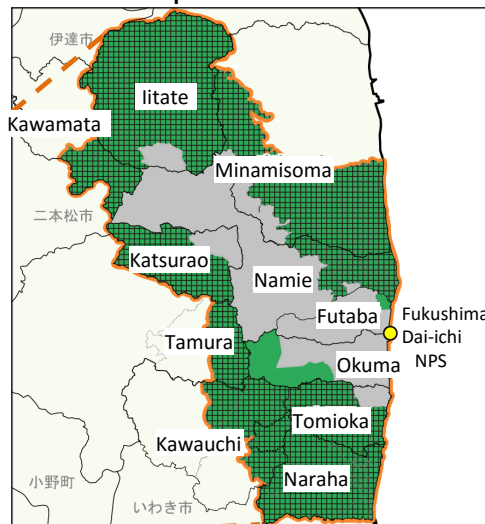 伊達市
Iitate
Kawamata
Minamisoma
二本松市
Katsurao
Namie
Futaba
Fukushima
Dai-ichi
NPS
Tamura
Okuma
Tomioka
Kawauchi
Naraha
小野町
いわき市